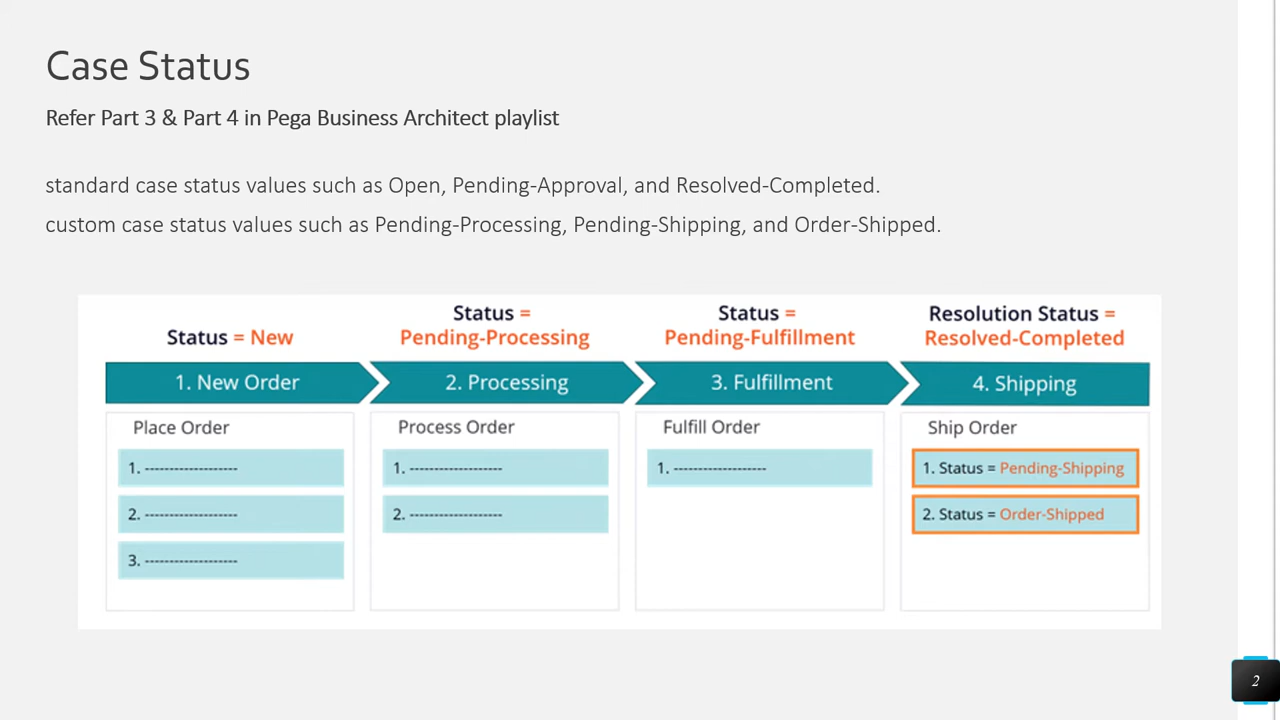 Case Status
Refer Part 3 & Part 4 in Pega Business Architect playlist
standard case status values such as Open, Pending-Approval, and Resolved-Completed.
custom case status values such as Pending-Processing, Pending-Shipping, and Order-Shipped.
Status = New
Status =
Pending-Processing
Status =
Pending-Fulfillment
Resolution Status =
Resolved-Completed
1. New Order
2. Processing
3. Fulfillment
4. Shipping
Place Order
1. -------------------
2. -------------------
3. -------------------
Process Order
1. -------------------
2. -------------------
Fulfill Order
1. -------------------
Ship Order
1. Status = Pending-Shipping
2. Status = Order-Shipped
2